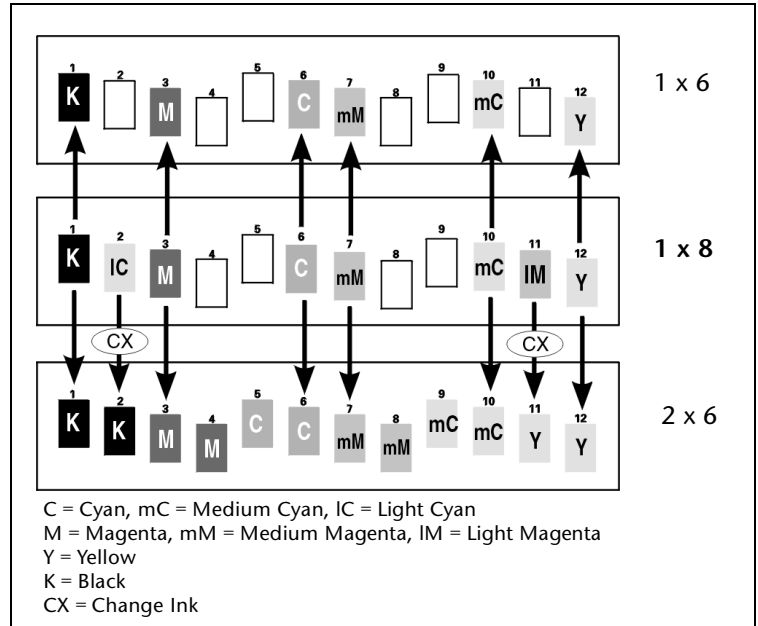 1 2 3 4 5 6 7 8 9 10 11 12
K M C mM mC Y
1 x 6
1 2 3 4 5 6 7 8 9 10 11 12
K lC M C mM mC lM Y
1 x 8
CX CX
1 2 3 4 5 6 7 8 9 10 11 12
K K M M C C mM mM mC mC Y Y
2 x 6
C = Cyan, mC = Medium Cyan, lC = Light Cyan
M = Magenta, mM = Medium Magenta, lM = Light Magenta
Y = Yellow
K = Black
CX = Change Ink